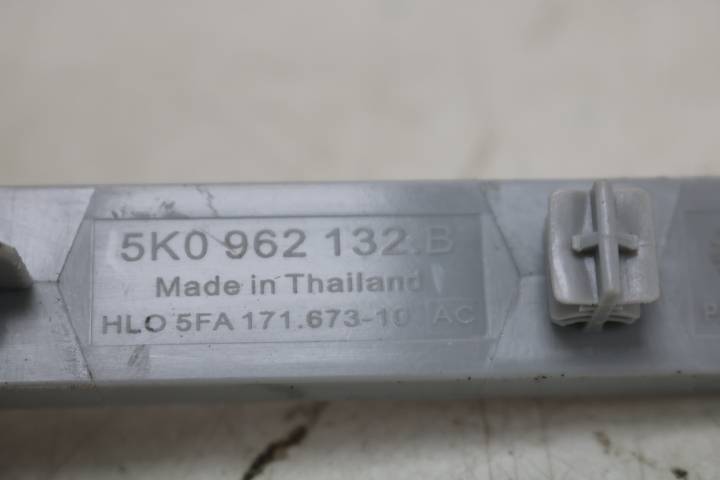 5K0 962 132.B
Made in Thailand
HLO 5FA 171.673-10 AC